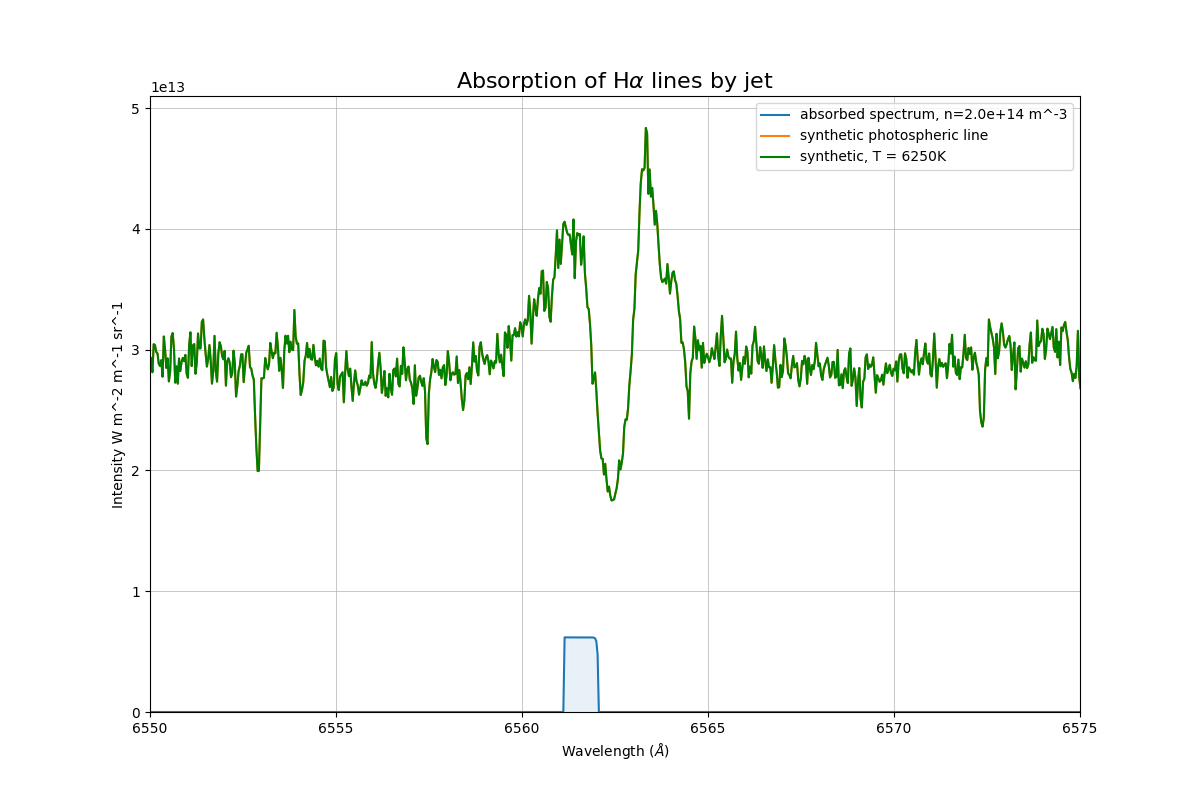 Absorption of Hα lines by jet
1e13
absorbed spectrum, n=2.0e+14 m^-3
synthetic photospheric line
synthetic, T = 6250K
5
4
3
2
1
0
Intensity W m^-2 m^-1 sr^-1
6550 6555 6560 6565 6570 6575
Wavelength (Å)